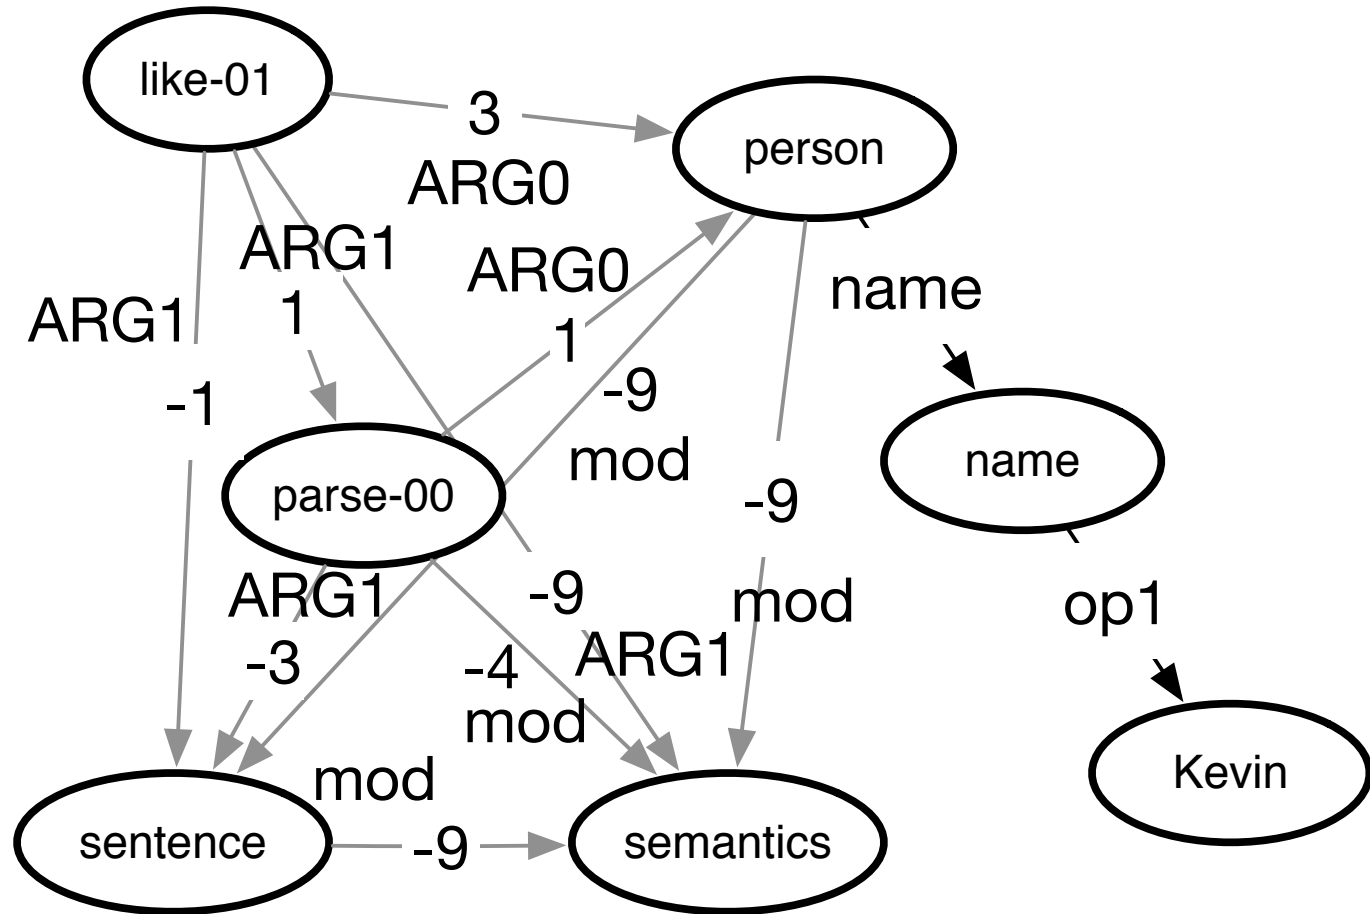 like-01
3
person
ARG0
ARG1
ARG0
name
ARG1
1
1
-9
-1
mod
name
parse-00
-9
ARG1
-9
mod
op1
-3
-4
ARG1
mod
mod
Kevin
sentence
-9
semantics